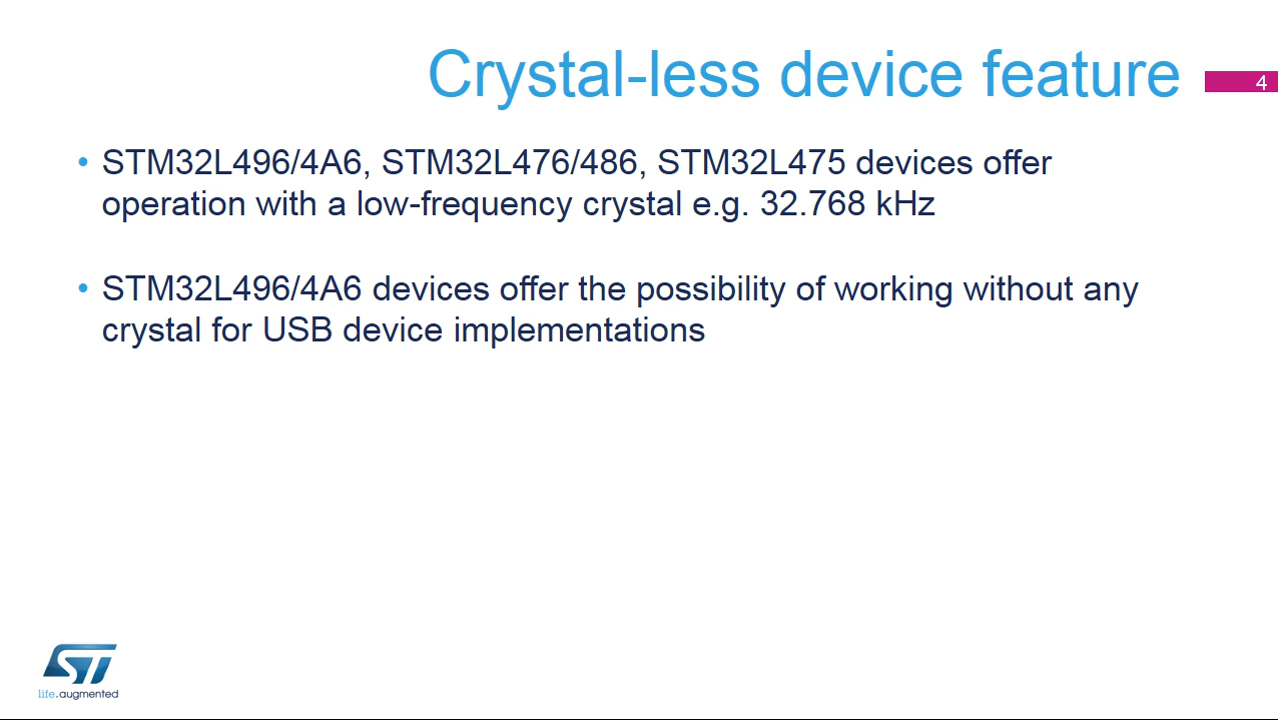 Crystal-less device feature
4
• STM32L496/4A6, STM32L476/486, STM32L475 devices offer
operation with a low-frequency crystal e.g. 32.768 kHz
• STM32L496/4A6 devices offer the possibility of working without any
crystal for USB device implementations
ST
life.augmented